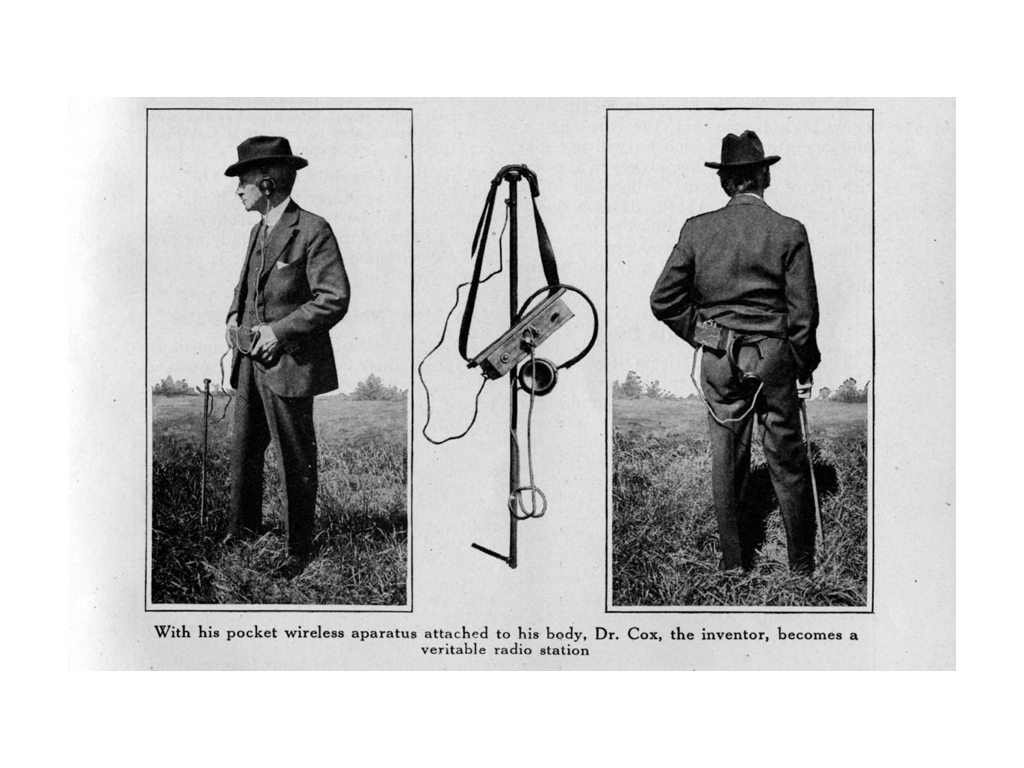 With his pocket wireless aparatus attached to his body, Dr. Cox, the inventor, becomes a
veritable radio station